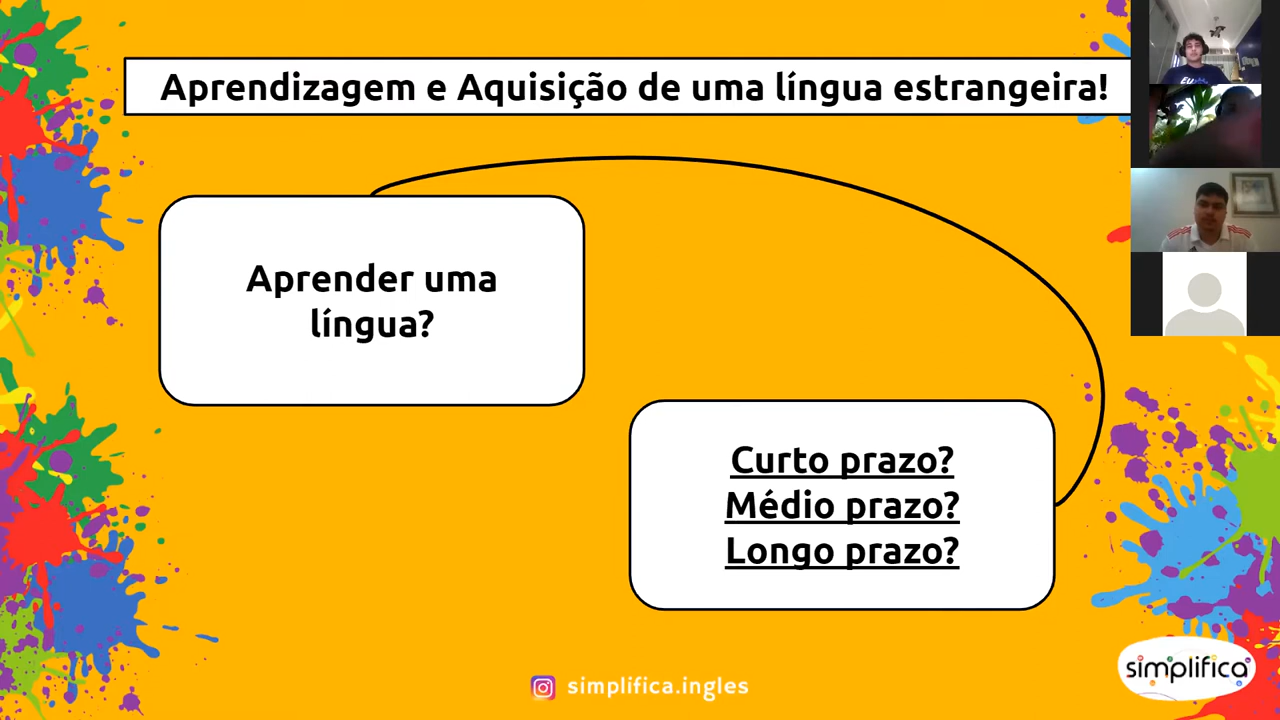 Aprendizagem e Aquisição de uma língua estrangeira!
Aprender uma
língua?
Curto prazo?
Médio prazo?
Longo prazo?
simplifica.ingles
simplifica